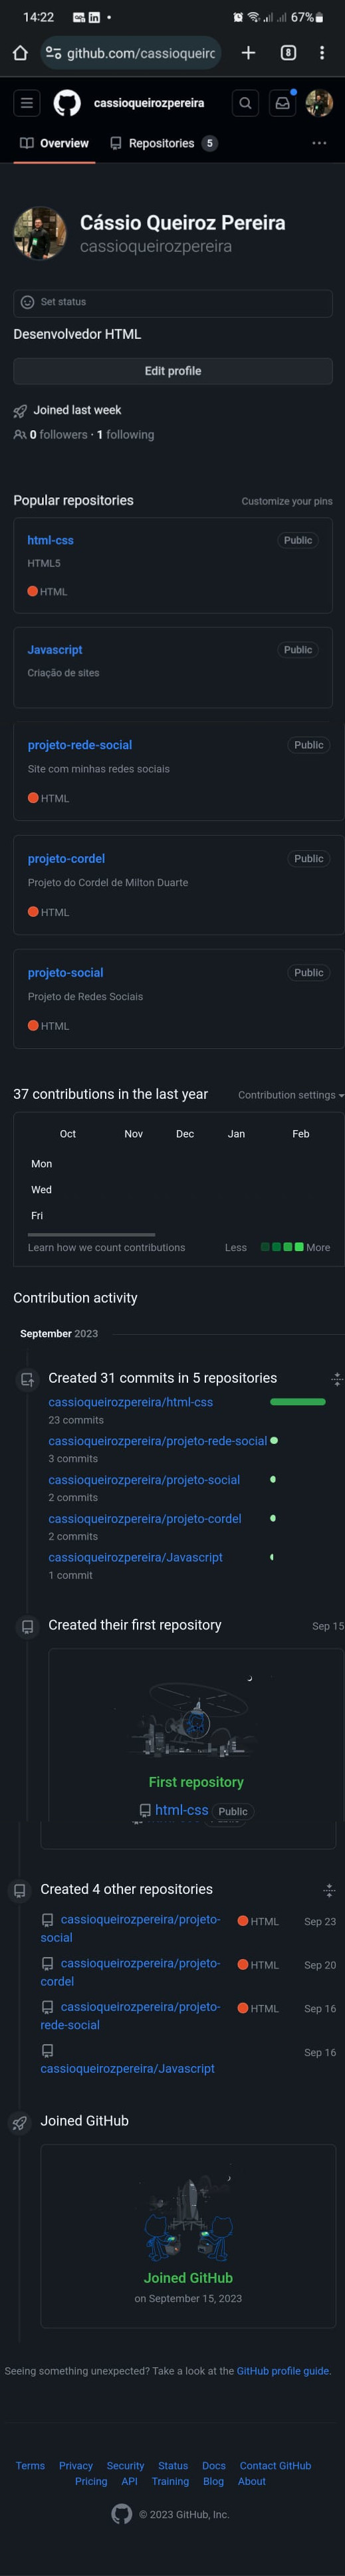 14:22
67%
github.com/cassioqueirc
8
cassioqueirozpereira
Overview
Repositories 5
Cássio Queiroz Pereira
cassioqueirozpereira
Set status
Desenvolvedor HTML
Edit profile
Joined last week
0 followers · 1 following
Popular repositories
Customize your pins
html-css
Public
HTML5
HTML
Javascript
Public
Criação de sites
projeto-rede-social
Public
Site com minhas redes sociais
HTML
projeto-cordel
Public
Projeto do Cordel de Milton Duarte
HTML
projeto-social
Public
Projeto de Redes Sociais
HTML
37 contributions in the last year
Contribution settings
Oct Nov Dec Jan Feb
Mon
Wed
Fri
Learn how we count contributions
Less
More
Contribution activity
September 2023
Created 31 commits in 5 repositories
cassioqueirozpereira/html-css
23 commits
cassioqueirozpereira/projeto-rede-social
3 commits
cassioqueirozpereira/projeto-social
2 commits
cassioqueirozpereira/projeto-cordel
2 commits
cassioqueirozpereira/Javascript
1 commit
Created their first repository
Sep 15
First repository
html-css Public
Created 4 other repositories
cassioqueirozpereira/projeto-
social
HTML
Sep 23
cassioqueirozpereira/projeto-
cordel
HTML
Sep 20
cassioqueirozpereira/projeto-
rede-social
HTML
Sep 16
cassioqueirozpereira/Javascript
Sep 16
Joined GitHub
Joined GitHub
on September 15, 2023
Seeing something unexpected? Take a look at the GitHub profile guide.
Terms Privacy Security Status Docs Contact GitHub
Pricing API Training Blog About
© 2023 GitHub, Inc.